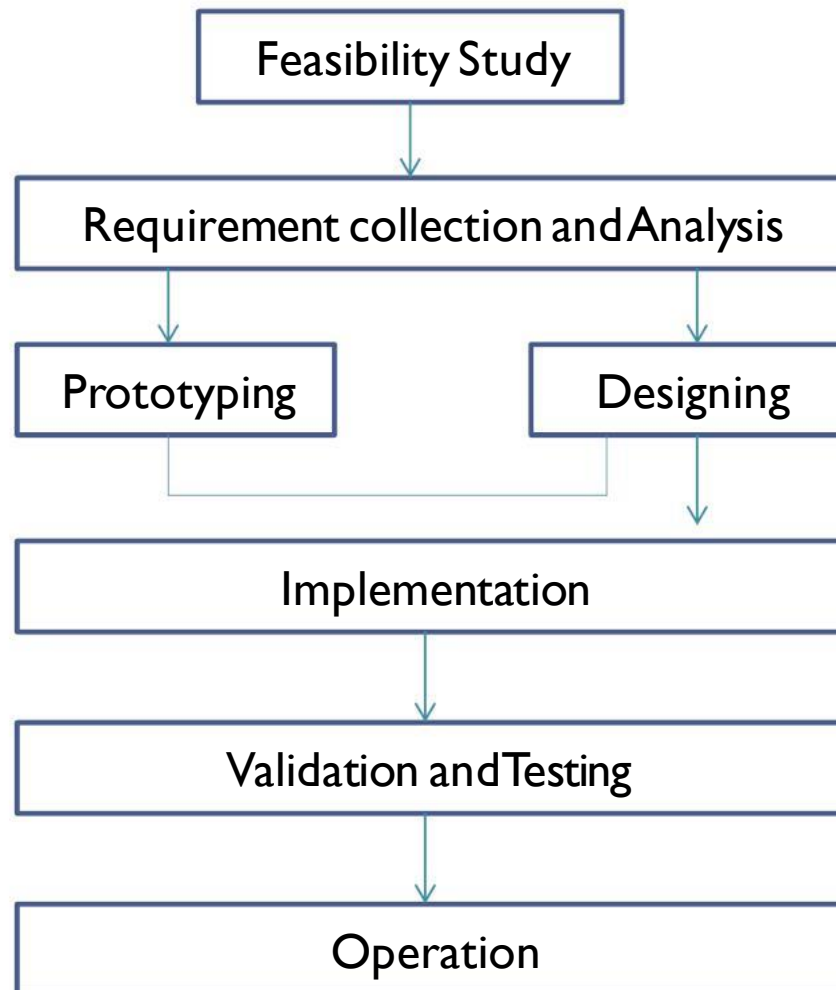 Feasibility Study
Requirement collection and Analysis
Prototyping
Designing
Implementation
Validation and Testing
Operation